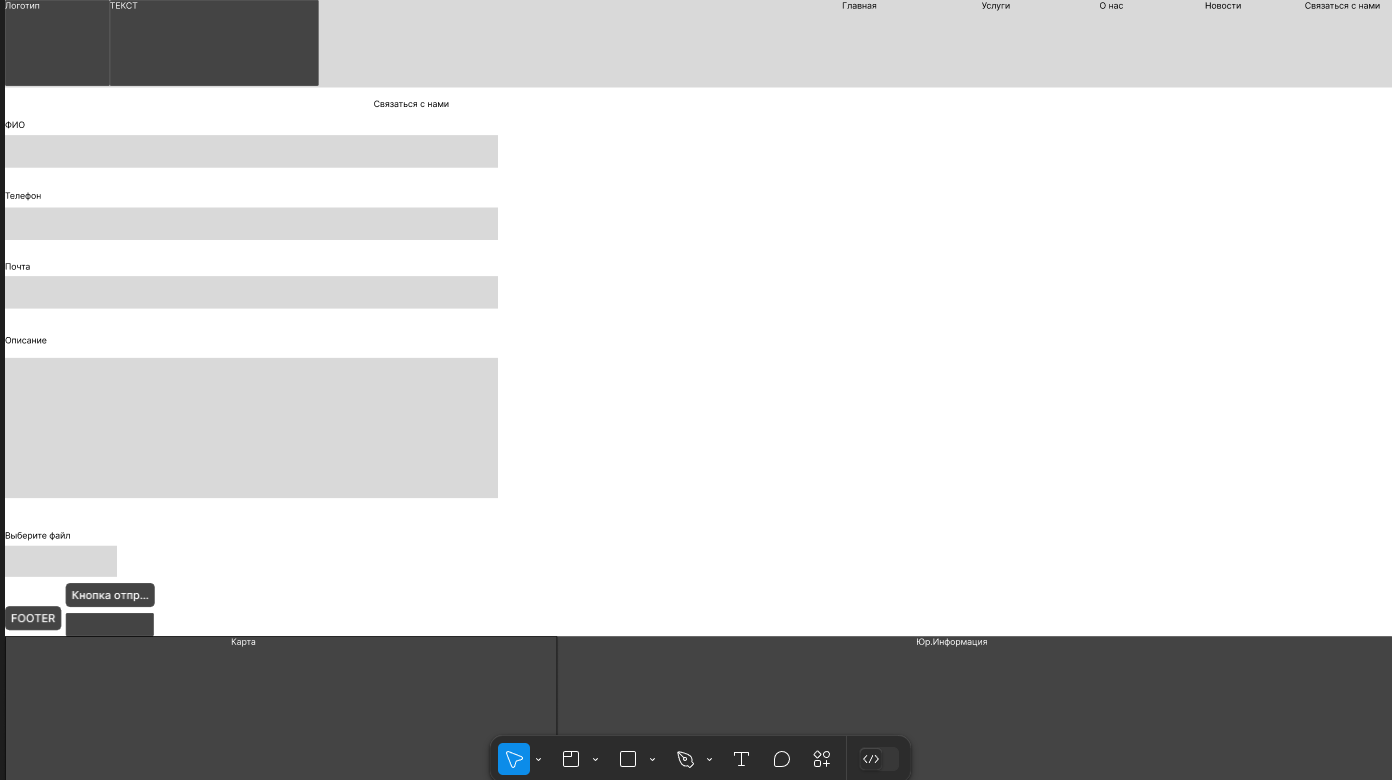 Логотип
ТЕКСТ
Главная
Услуги
О нас
Новости
Связаться с нами
Связаться с нами
ФИО
Телефон
Почта
Описание
Выберите файл
Кнопка отпр...
FOOTER
Карта
Юр.Информация